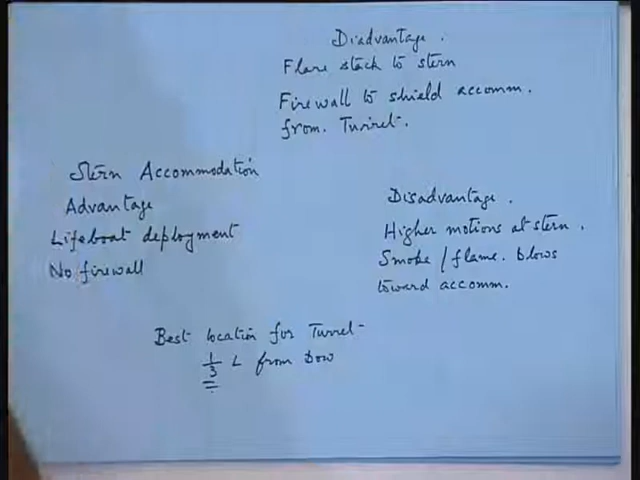 Disadvantage.
Flare stack to stern
Firewall to shield accomm.
from. Turret.
Stern Accommodation
Advantage
Lifeboat deployment
No firewall
Disadvantage.
Higher motions at stern.
Smoke / flame. blows
toward accomm.
Best location for Turret
1/3 L from bow